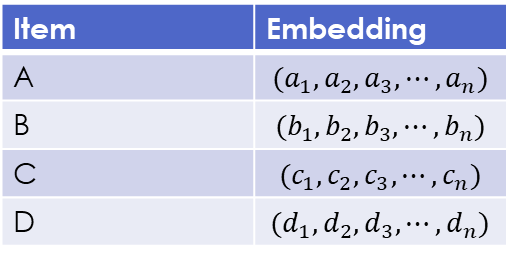 Item Embedding
A (a₁, a₂, a₃, ⋯ , aₙ)
B (b₁, b₂, b₃, ⋯ , bₙ)
C (c₁, c₂, c₃, ⋯ , cₙ)
D (d₁, d₂, d₃, ⋯ , dₙ)